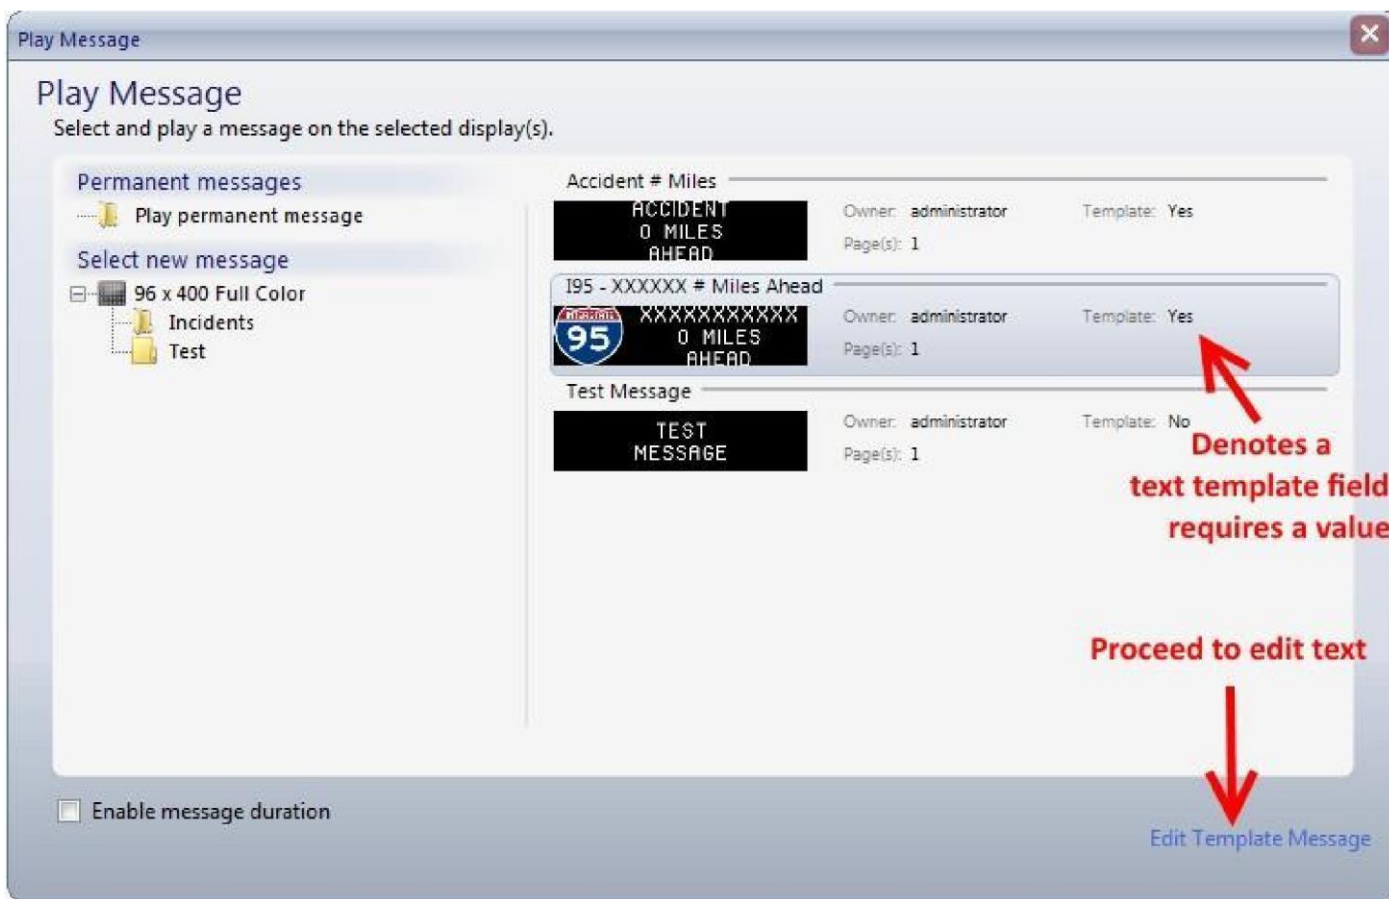 Play Message
Play Message
Select and play a message on the selected display(s).
Permanent messages
Play permanent message
Select new message
96 x 400 Full Color
Incidents
Test
Accident # Miles
ACCIDENT
0 MILES
AHEAD
Owner: administrator
Template: Yes
Page(s): 1
I95 - XXXXXX # Miles Ahead
95
XXXXXXXXXXX
0 MILES
AHEAD
Owner: administrator
Template: Yes
Page(s): 1
Test Message
TEST
MESSAGE
Owner: administrator
Template: No
Page(s): 1
Denotes a
text template field
requires a value
Proceed to edit text
Enable message duration
Edit Template Message